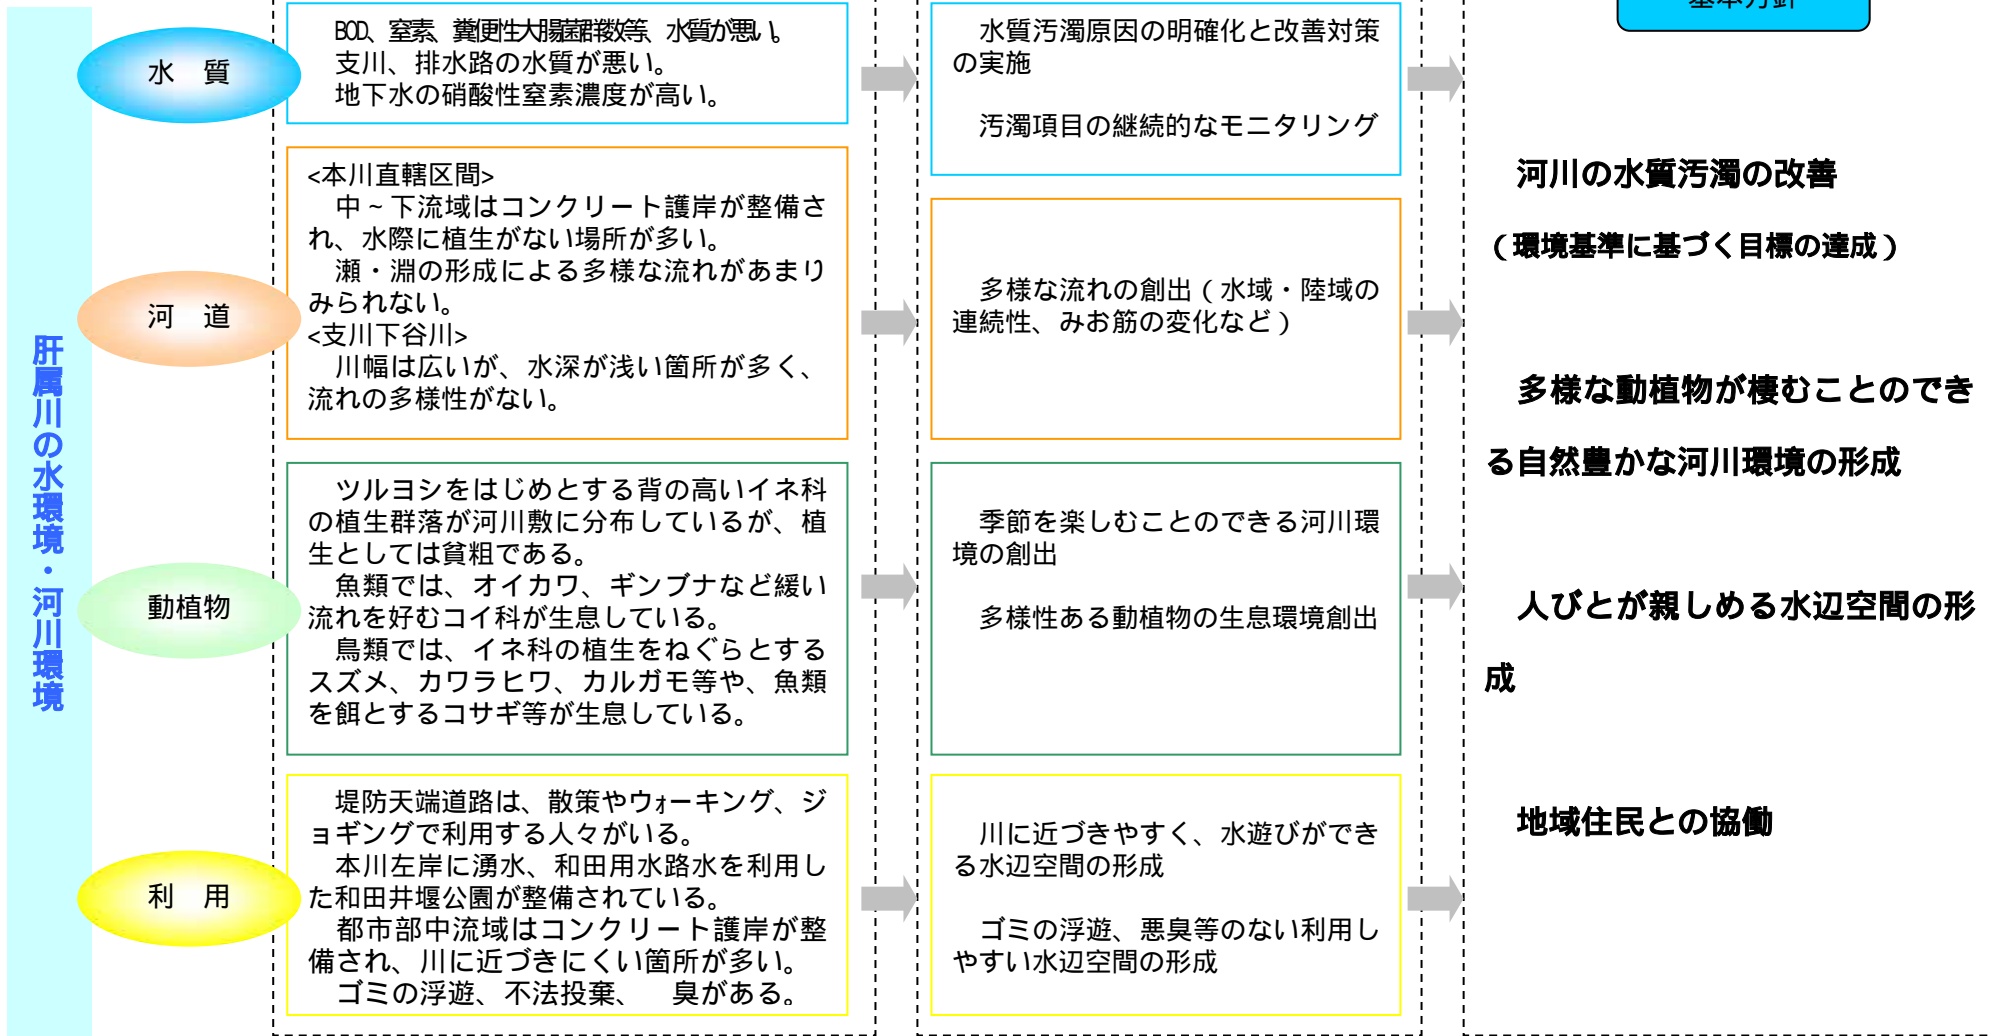 肝属川の水環境・河川環境
水　質
BOD、窒素、糞便性大腸菌群数等、水質が悪い。
支川、排水路の水質が悪い。
地下水の硝酸性窒素濃度が高い。
水質汚濁原因の明確化と改善対策
の実施
汚濁項目の継続的なモニタリング
河　道
<本川直轄区間>
中~下流域はコンクリート護岸が整備さ
れ、水際に植生がない場所が多い。
瀬・淵の形成による多様な流れがあまり
みられない。
<支川下谷川>
川幅は広いが、水深が浅い箇所が多く、
流れの多様性がない。
多様な流れの創出(水域・陸域の
連続性、みお筋の変化など)
動植物
ツルヨシをはじめとする背の高いイネ科
の植生群落が河川敷に分布しているが、植
生としては貧粗である。
魚類では、オイカワ、ギンブナなど緩い
流れを好むコイ科が生息している。
鳥類では、イネ科の植生をねぐらとする
スズメ、カワラヒワ、カルガモ等や、魚類
を餌とするコサギ等が生息している。
季節を楽しむことのできる河川環
境の創出
多様性ある動植物の生息環境創出
利　用
堤防天端道路は、散策やウォーキング、ジ
ョギングで利用する人々がいる。
本川左岸に湧水、和田用水路水を利用し
た和田井堰公園が整備されている。
都市部中流域はコンクリート護岸が整
備され、川に近づきにくい箇所が多い。
ゴミの浮遊、不法投棄、　臭がある。
川に近づきやすく、水遊びができ
る水辺空間の形成
ゴミの浮遊、悪臭等のない利用し
やすい水辺空間の形成
基本方針
河川の水質汚濁の改善
(環境基準に基づく目標の達成)
多様な動植物が棲むことのでき
る自然豊かな河川環境の形成
人びとが親しめる水辺空間の形
成
地域住民との協働